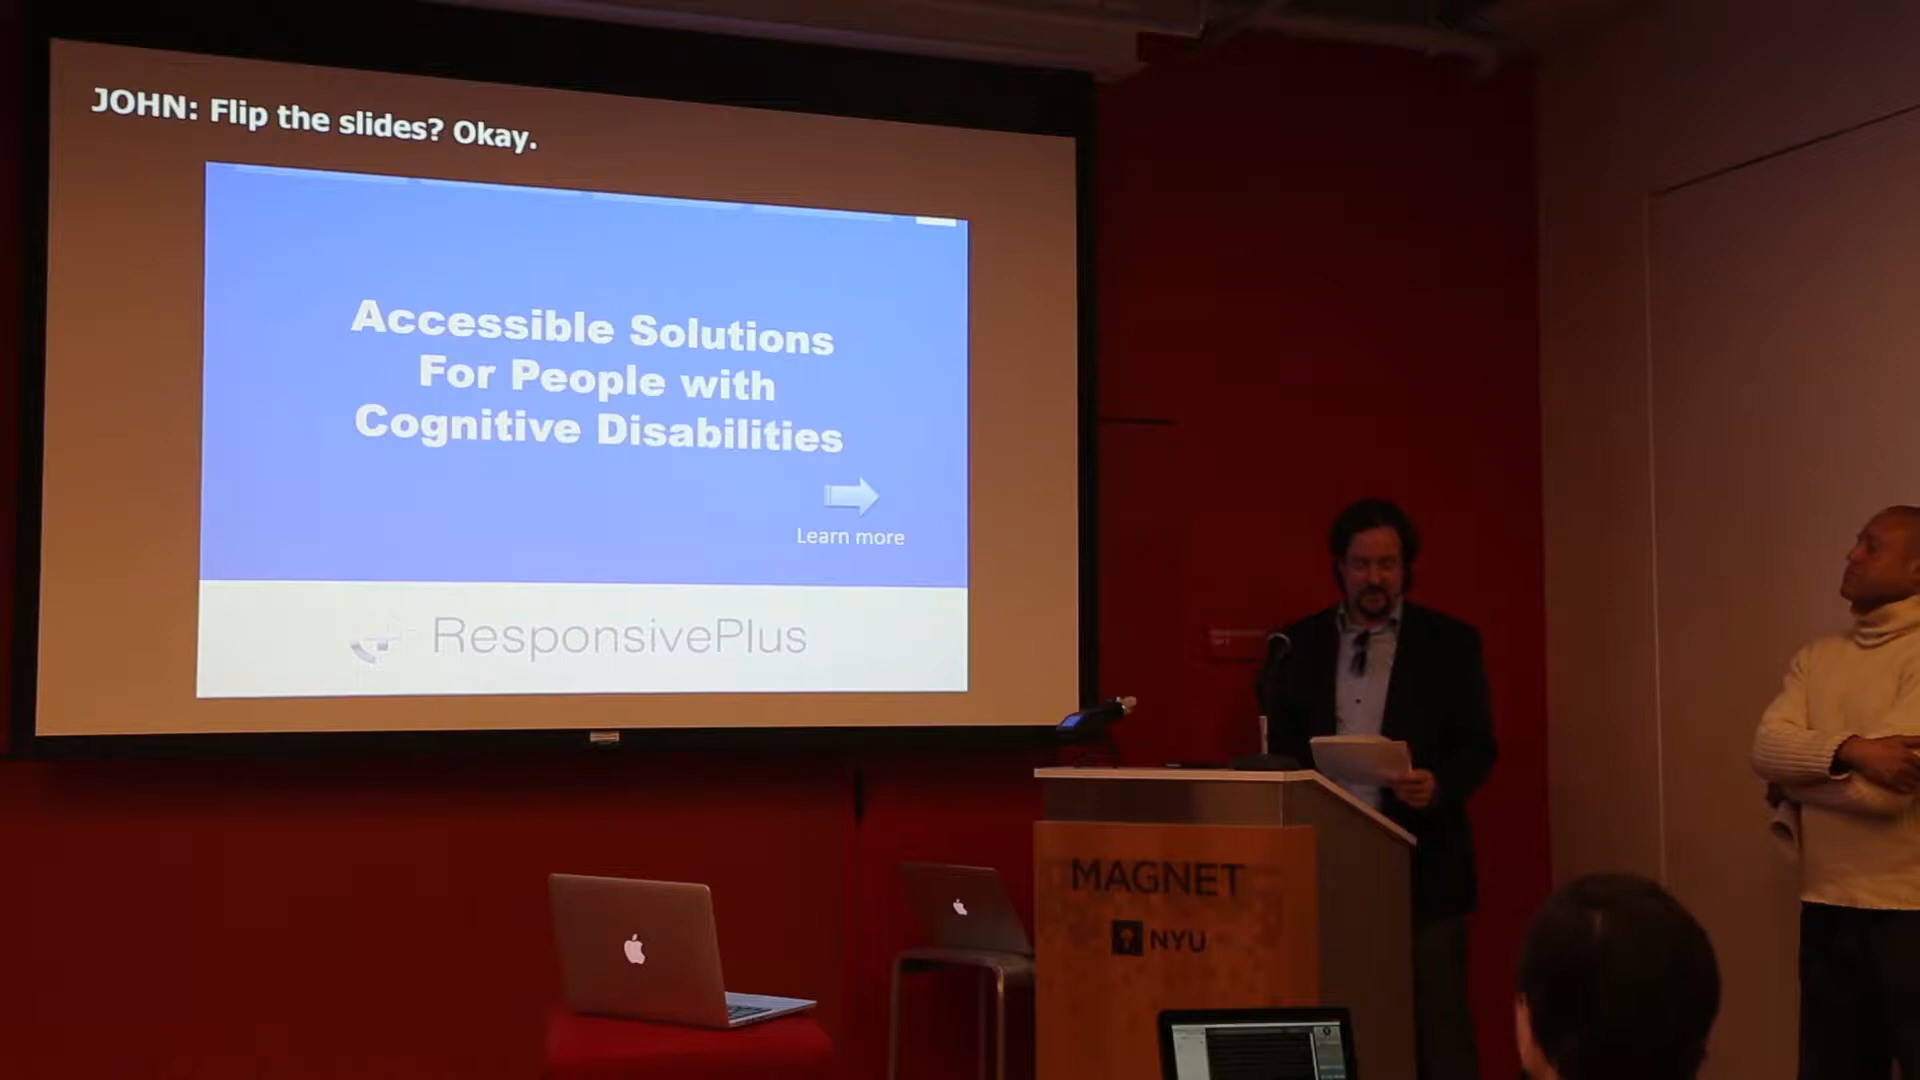 JOHN: Flip the slides? Okay.
Accessible Solutions
For People with
Cognitive Disabilities
Learn more
ResponsivePlus
MAGNET
NYU